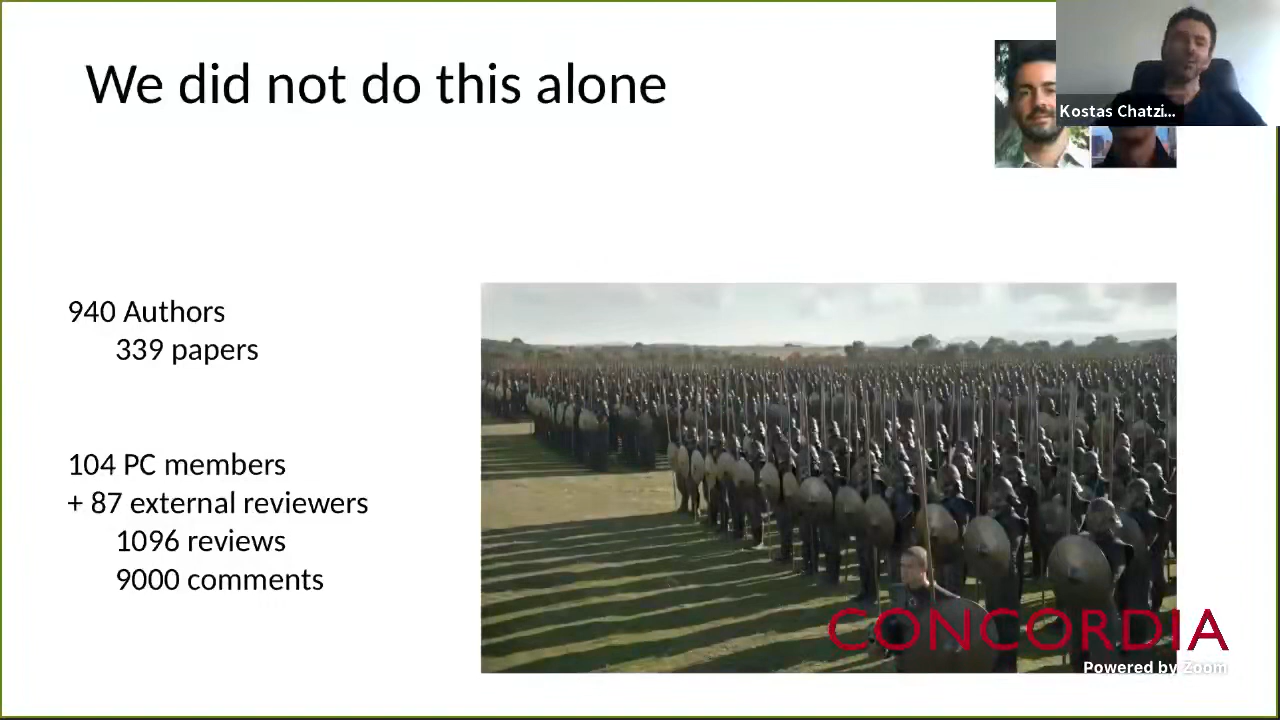 We did not do this alone
Kostas Chatzi...
940 Authors
339 papers
104 PC members
+ 87 external reviewers
1096 reviews
9000 comments
CONCORDIA
Powered by Zoom